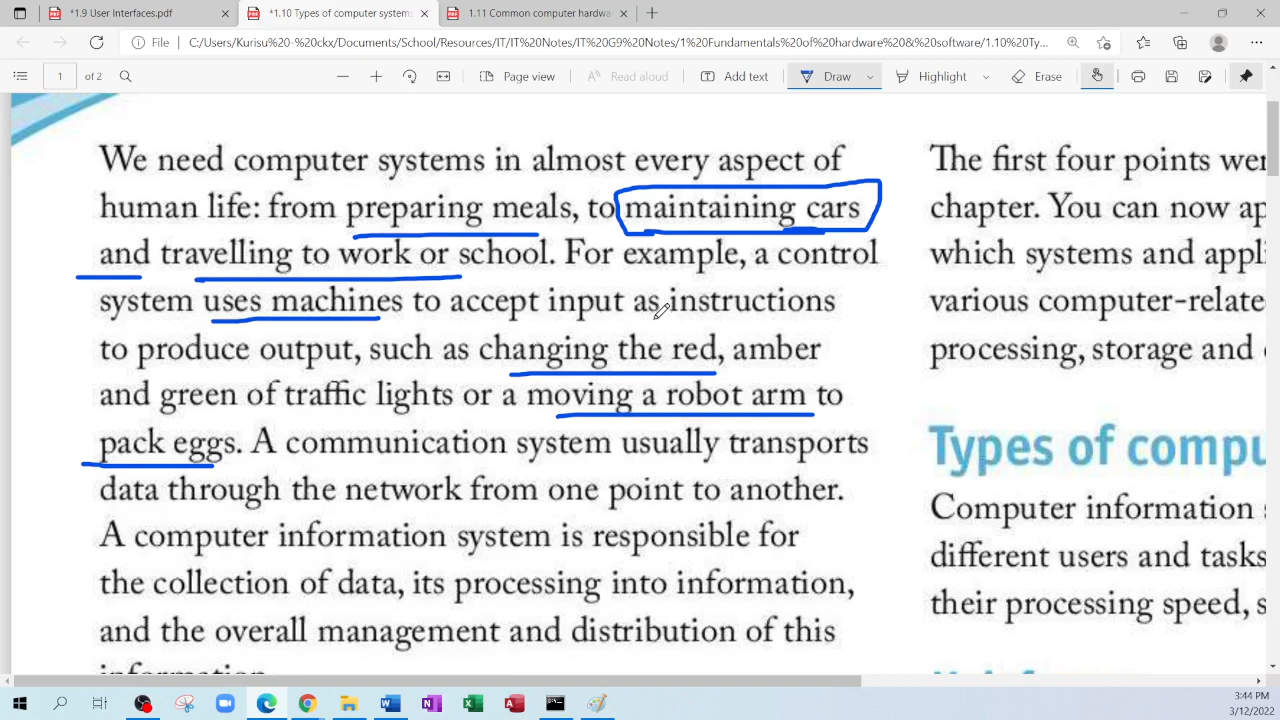 *1.9 User Interfaces.pdf
*1.10 Types of computer system
1.11 Common computer hardwa
File
C:/Users/Kurisu%20-%20ckx/Documents/School/Resources/IT/IT%20Notes/IT%20G9%20Notes/1%20Fundamentals%20of%20hardware%20&%20software/1.10%20Ty...
1 of 2
Page view
Read aloud
Add text
Draw
Highlight
Erase
We need computer systems in almost every aspect of
human life: from preparing meals, to maintaining cars
and travelling to work or school. For example, a control
system uses machines to accept input as instructions
to produce output, such as changing the red, amber
and green of traffic lights or a moving a robot arm to
pack eggs. A communication system usually transports
data through the network from one point to another.
A computer information system is responsible for
the collection of data, its processing into information,
and the overall management and distribution of this
information
The first four points wer
chapter. You can now ap
which systems and appli
various computer-relate
processing, storage and
Types of compu
Computer information
different users and tasks
their processing speed, s
3:44 PM
3/12/2022